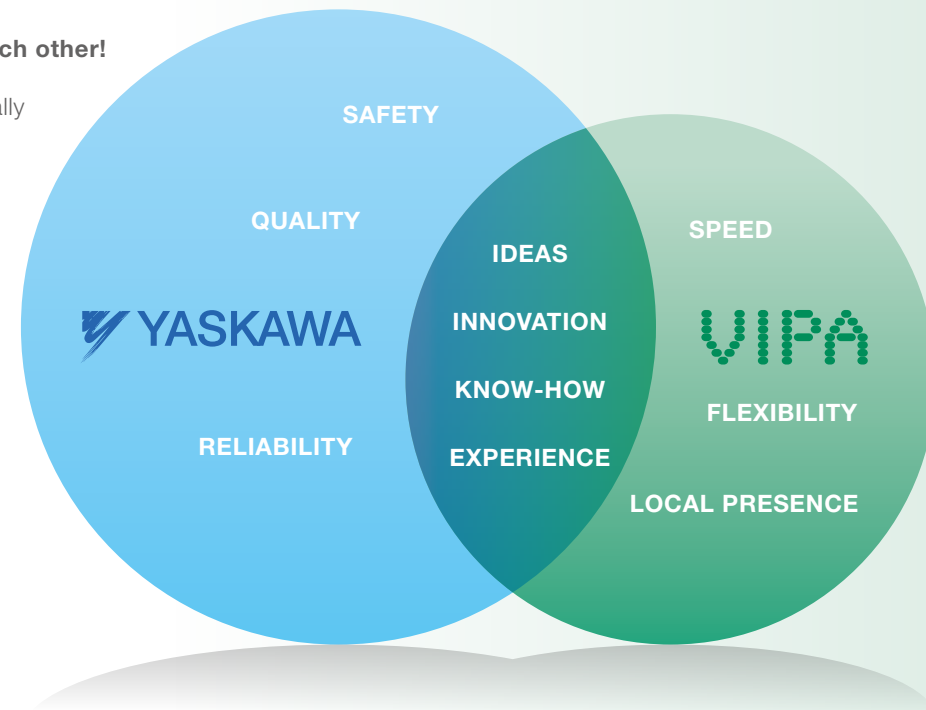 ch other!
ally
SAFETY
QUALITY
YASKAWA
RELIABILITY
IDEAS
INNOVATION
KNOW-HOW
EXPERIENCE
SPEED
VIPA
FLEXIBILITY
LOCAL PRESENCE